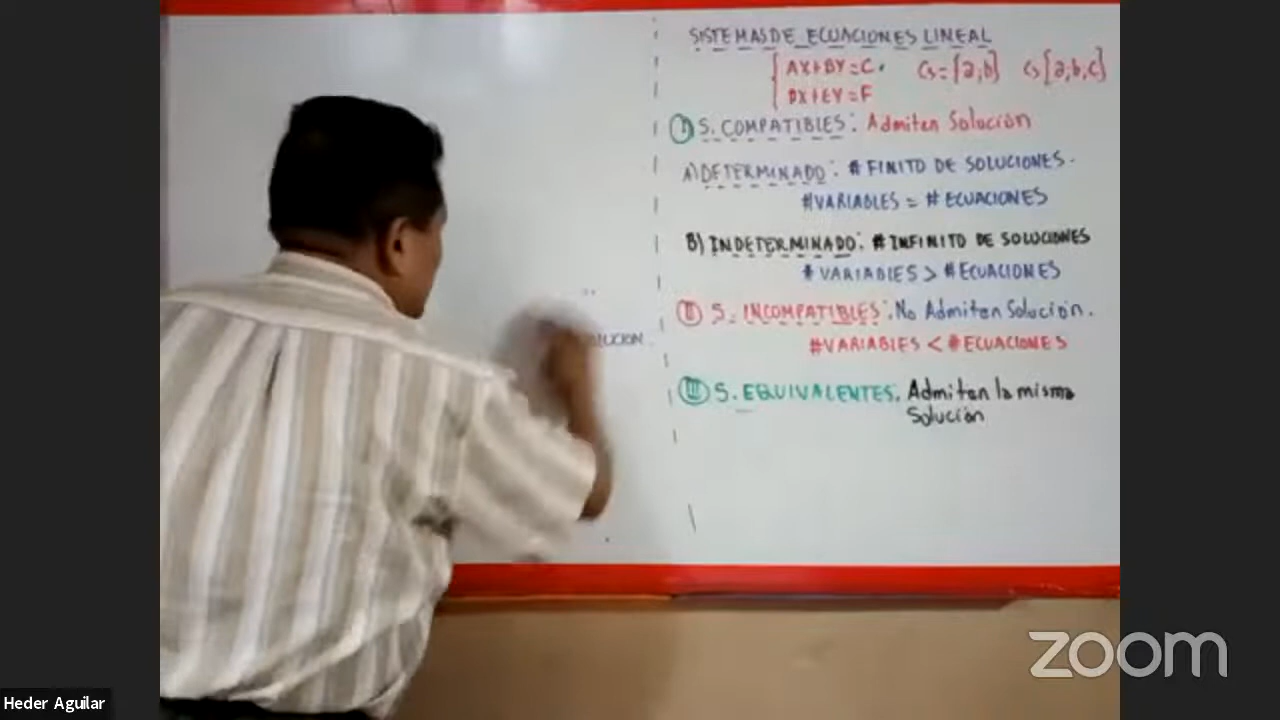 SISTEMAS DE ECUACIONES LINEAL
AX+BY=C. Cs={a,b} Cs{a,b,c}
DX+EY=F
I S. COMPATIBLES: Admiten Solución
A) DETERMINADO: # FINITO DE SOLUCIONES.
#VARIABLES = # ECUACIONES
B) INDETERMINADO: # INFINITO DE SOLUCIONES
#VARIABLES > #ECUACIONES
II S. INCOMPATIBLES: No Admiten Solución.
#VARIABLES < #ECUACIONES
III S. EQUIVALENTES. Admiten la misma
Solución
zoom
Heder Aguilar